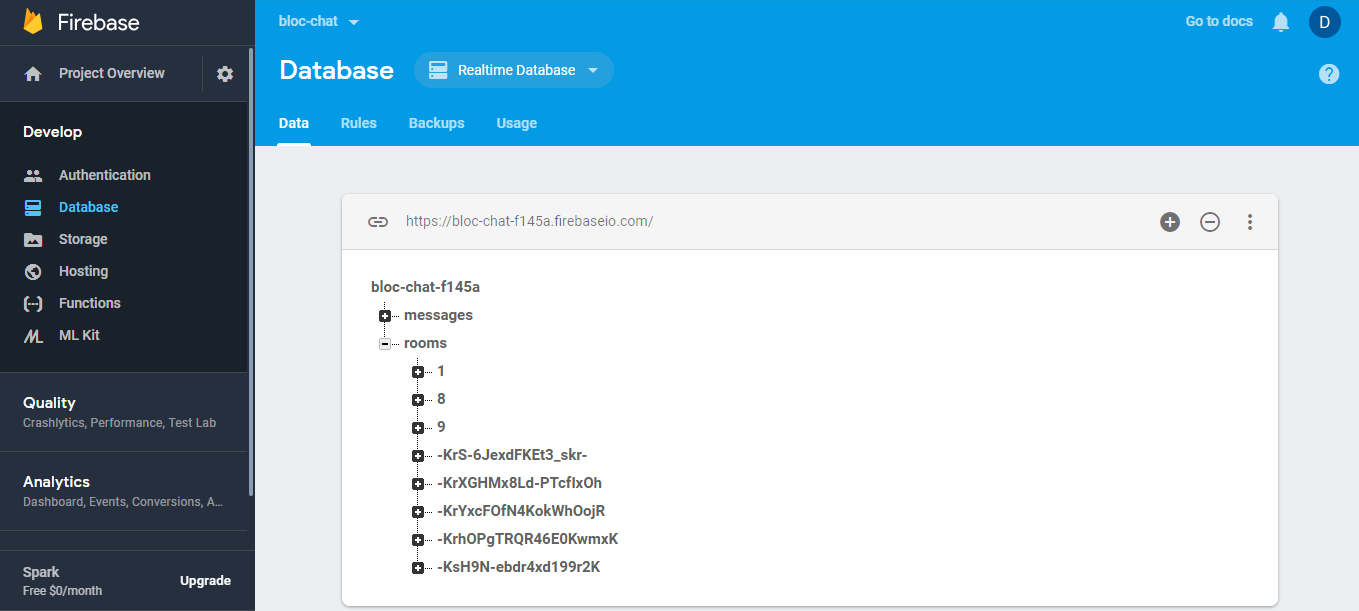 Firebase
Project Overview
Develop
Authentication
Database
Storage
Hosting
Functions
ML Kit
Quality
Crashlytics, Performance, Test Lab
Analytics
Dashboard, Events, Conversions, A...
Spark
Free $0/month
Upgrade
bloc-chat
Go to docs
D
Database
Realtime Database
?
Data
Rules
Backups
Usage
https://bloc-chat-f145a.firebaseio.com/
bloc-chat-f145a
messages
rooms
1
8
9
-KrS-6JexdFKEt3_skr-
-KrXGHMx8Ld-PTcfIxOh
-KrYxcFOfN4KokWhOojR
-KrhOPgTRQR46E0KwmxK
-KsH9N-ebdr4xd199r2K